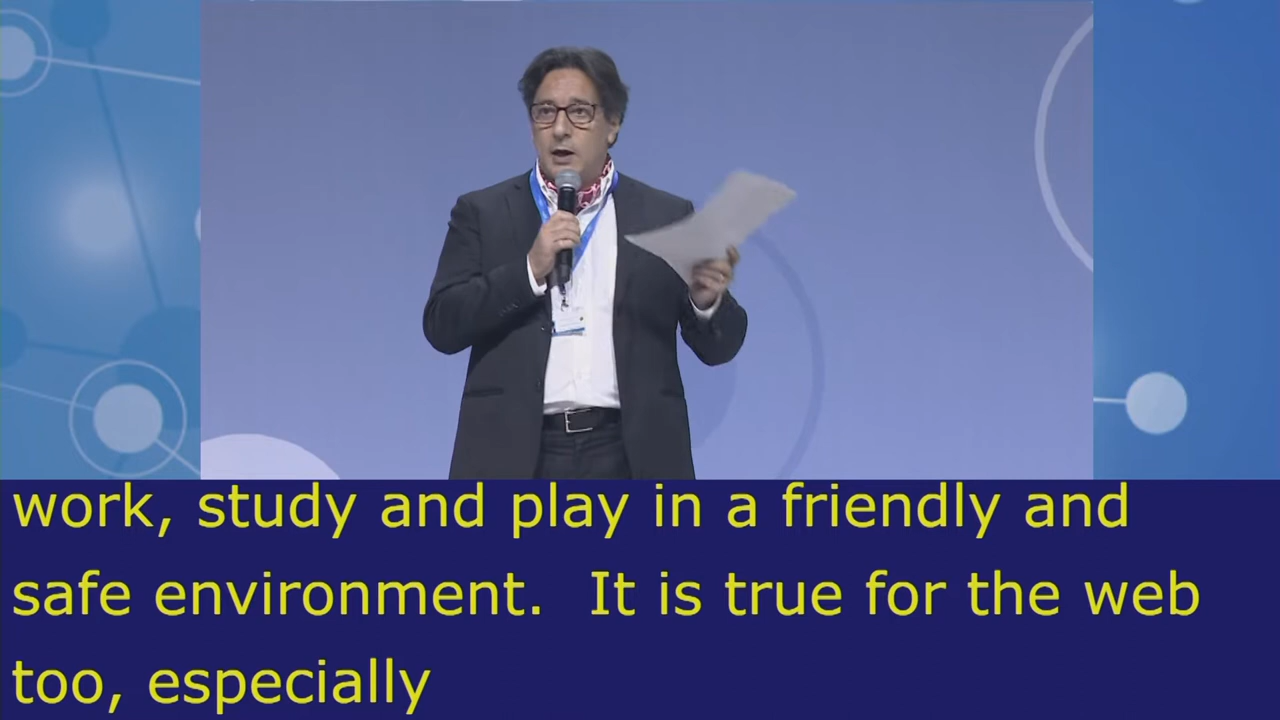 work, study and play in a friendly and
safe environment.  It is true for the web
too, especially